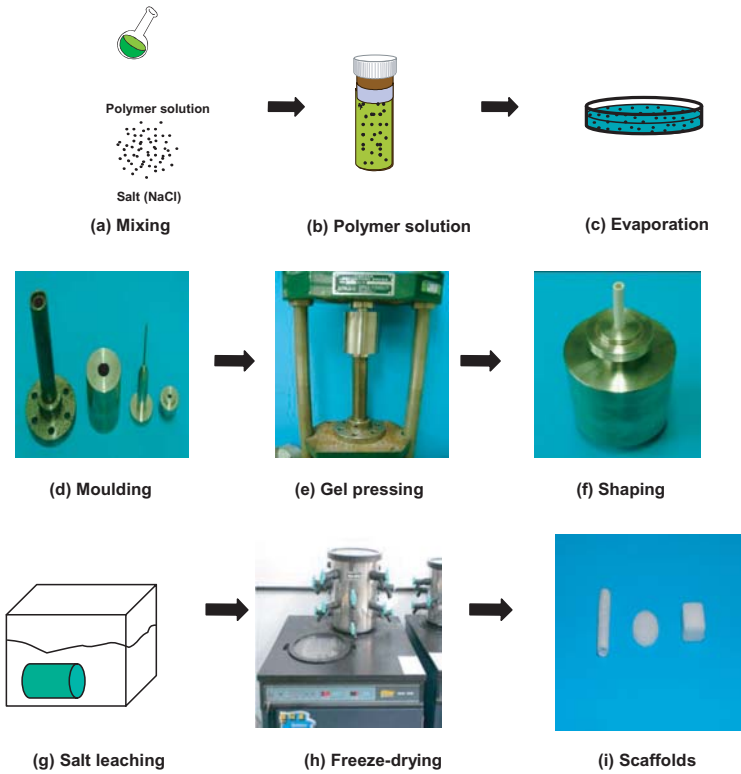 Polymer solution
Salt (NaCl)
(a) Mixing
(b) Polymer solution
(c) Evaporation
(d) Moulding
(e) Gel pressing
(f) Shaping
(g) Salt leaching
(h) Freeze-drying
(i) Scaffolds